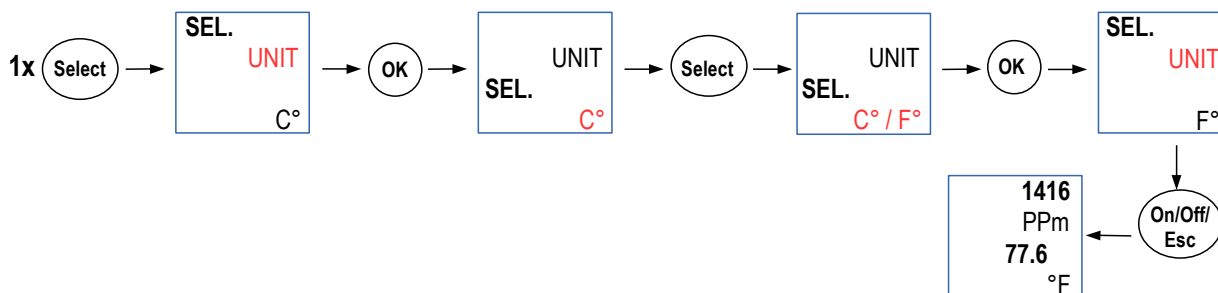 1x
Select
SEL.
UNIT
C°
OK
UNIT
SEL.
C°
Select
UNIT
SEL.
C° / F°
OK
SEL.
UNIT
F°
On/Off/
Esc
1416
PPm
77.6
°F